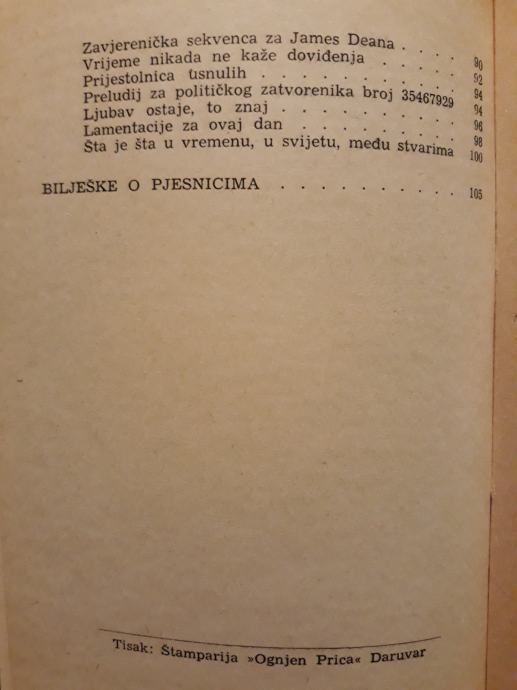 Zavjerenička sekvenca za James Deana . . . . 90
Vrijeme nikada ne kaže doviđenja . . . . . 92
Prijestolnica usnulih . . . . . . . . . . 94
Preludij za političkog zatvorenika broj 35467929 94
Ljubav ostaje, to znaj . . . . . . . . . 96
Lamentacije za ovaj dan . . . . . . . . 98
Šta je šta u vremenu, u svijetu, među stvarima 100
BILJEŠKE O PJESNICIMA . . . . . . . . . . 105
Tisak: Štamparija »Ognjen Prica« Daruvar